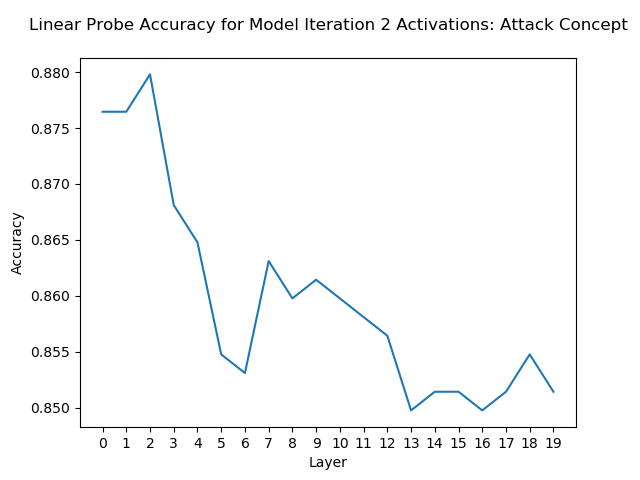 Linear Probe Accuracy for Model Iteration 2 Activations: Attack Concept
0.880
0.875
0.870
0.865
0.860
0.855
0.850
Accuracy
0 1 2 3 4 5 6 7 8 9 10 11 12 13 14 15 16 17 18 19
Layer